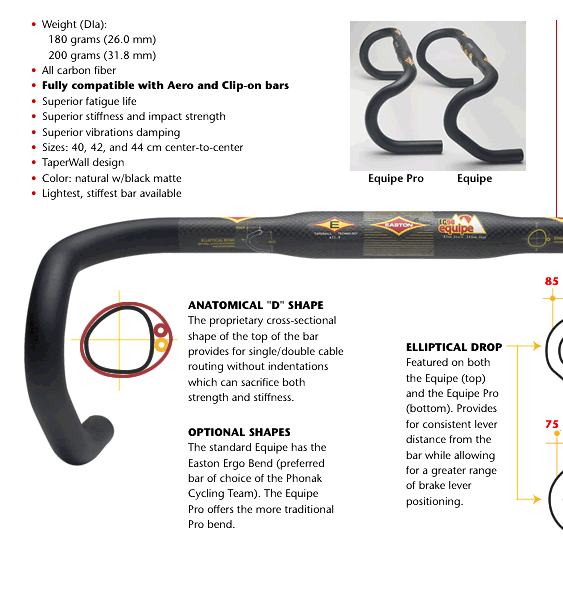 • Weight (DIa):
180 grams (26.0 mm)
200 grams (31.8 mm)
• All carbon fiber
• Fully compatible with Aero and Clip-on bars
• Superior fatigue life
• Superior stiffness and impact strength
• Superior vibrations damping
• Sizes: 40, 42, and 44 cm center-to-center
• TaperWall design
• Color: natural w/black matte
• Lightest, stiffest bar available
Equipe Pro
Equipe
ELLIPTICAL BEND
E
EASTON
EC90
equipe
85
ANATOMICAL "D" SHAPE
The proprietary cross-sectional
shape of the top of the bar
provides for single/double cable
routing without indentations
which can sacrifice both
strength and stiffness.
OPTIONAL SHAPES
The standard Equipe has the
Easton Ergo Bend (preferred
bar of choice of the Phonak
Cycling Team). The Equipe
Pro offers the more traditional
Pro bend.
ELLIPTICAL DROP
Featured on both
the Equipe (top)
and the Equipe Pro
(bottom). Provides
for consistent lever
distance from the
bar while allowing
for a greater range
of brake lever
positioning.
75